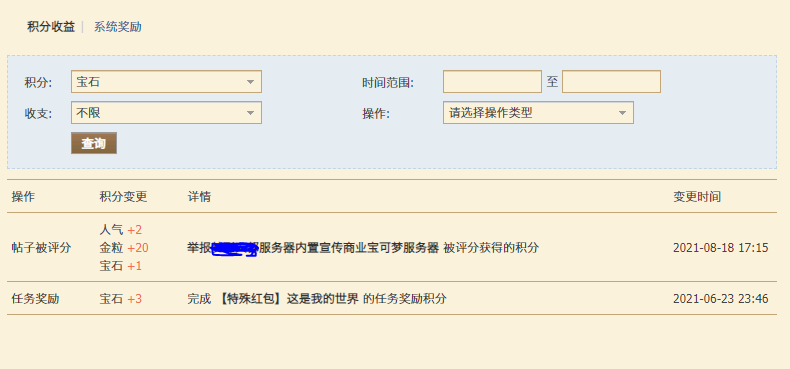 积分收益 | 系统奖励
积分: 宝石 时间范围: 至
收支: 不限 操作: 请选择操作类型
查询
操作 积分变更 详情 变更时间
人气 +2
帖子被评分 金粒 +20 举报服务器内置宣传商业宝可梦服务器 被评分获得的积分 2021-08-18 17:15
宝石 +1
任务奖励 宝石 +3 完成 【特殊红包】这是我的世界 的任务奖励积分 2021-06-23 23:46